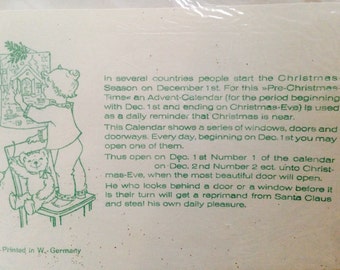 In several countries people start the Christmas
Season on December 1st. For this »Pre-Christmas
Time« an Advent-Calendar (for the period beginning
with Dec. 1st and ending on Christmas-Eve) is used
as a daily reminder that Christmas is near.
This Calendar shows a series of windows, doors and
doorways. Every day, beginning on Dec. 1st you may
open one of them.
Thus open on Dec. 1st Number 1 of the calendar
on Dec. 2nd Number 2 ect. unto Christ-
mas-Eve, when the most beautiful door will open.
He who looks behind a door or a window before it
is their turn will get a reprimand from Santa Claus
and steal his own daily pleasure.
Printed in W.-Germany